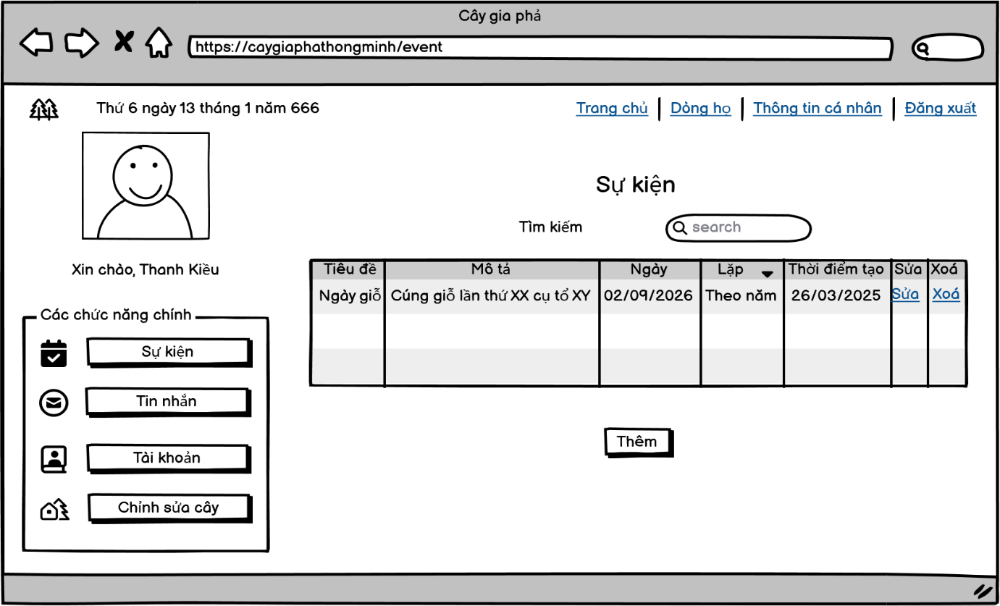 Cây gia phả
https://caygiaphathongminh/event
Thứ 6 ngày 13 tháng 1 năm 666
Trang chủ Dòng họ Thông tin cá nhân Đăng xuất
Sự kiện
Tìm kiếm search
Xin chào, Thanh Kiều
Tiêu đề Mô tả Ngày Lặp Thời điểm tạo Sửa Xoá
Ngày giỗ Cúng giỗ lần thứ XX cụ tổ XY 02/09/2026 Theo năm 26/03/2025 Sửa Xoá
Các chức năng chính
Sự kiện
Tin nhắn
Tài khoản
Chỉnh sửa cây
Thêm